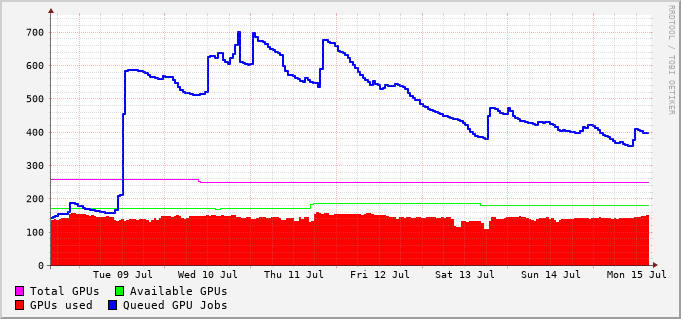 700
600
500
400
300
200
100
0
Tue 09 Jul Wed 10 Jul Thu 11 Jul Fri 12 Jul Sat 13 Jul Sun 14 Jul Mon 15 Jul
Total GPUs Available GPUs
GPUs used Queued GPU Jobs
RRDTOOL / TOBI OETIKER